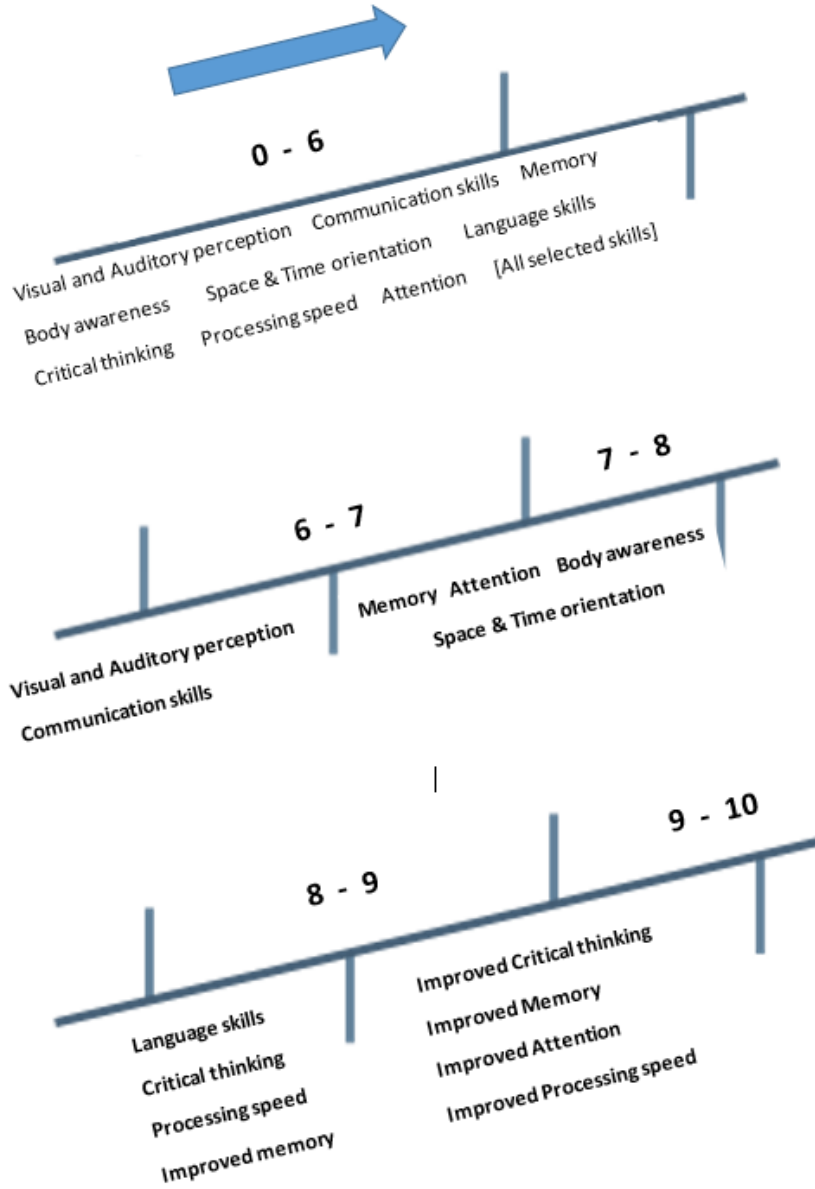 0 - 6
Visual and Auditory perception Communication skills Memory
Body awareness Space & Time orientation Language skills
Critical thinking Processing speed Attention [All selected skills]
6 - 7
7 - 8
Visual and Auditory perception
Communication skills
Memory Attention Body awareness
Space & Time orientation
8 - 9
9 - 10
Language skills
Critical thinking
Processing speed
Improved memory
Improved Critical thinking
Improved Memory
Improved Attention
Improved Processing speed